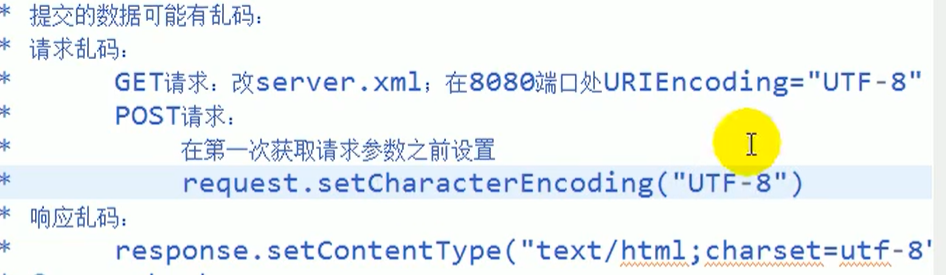 * 提交的数据可能有乱码:
* 请求乱码:
* GET请求: 改server.xml; 在8080端口处URIEncoding="UTF-8"
* POST请求:
* 在第一次获取请求参数之前设置
* request.setCharacterEncoding("UTF-8")
* 响应乱码:
* response.setContentType("text/html;charset=utf-8"